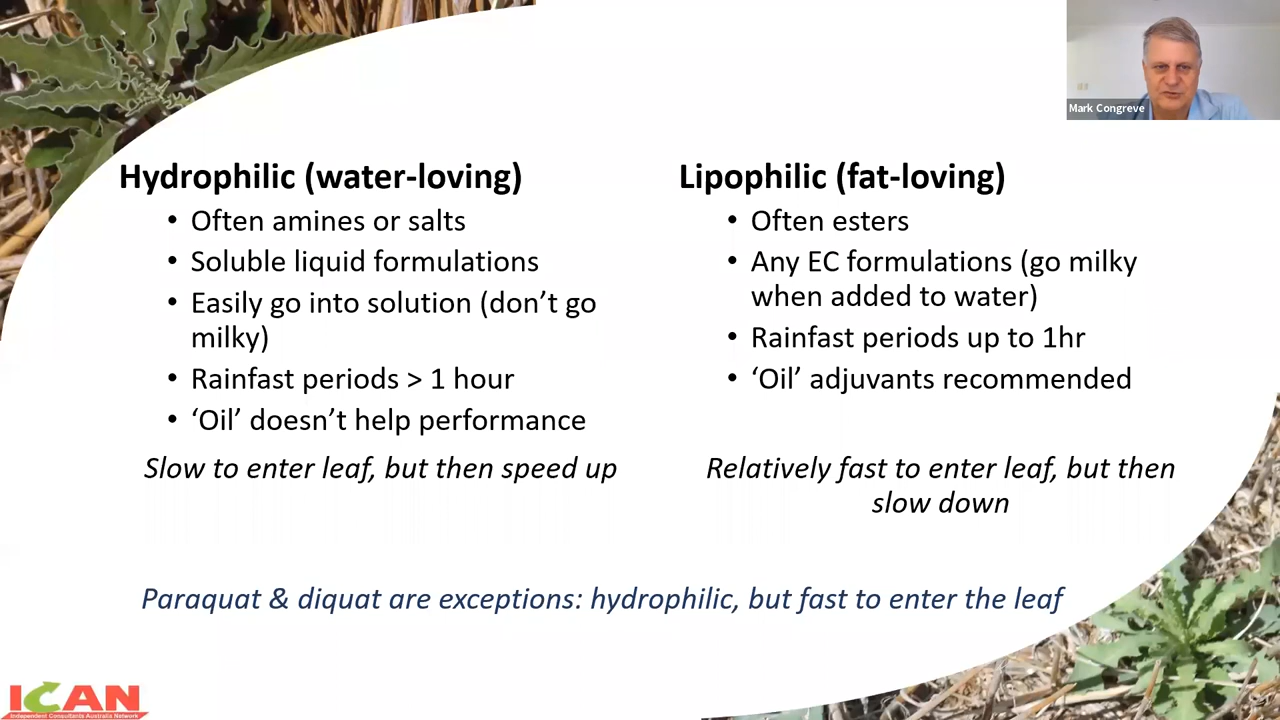 Mark Congreve
Hydrophilic (water-loving)
• Often amines or salts
• Soluble liquid formulations
• Easily go into solution (don't go
milky)
• Rainfast periods > 1 hour
• 'Oil' doesn't help performance
Slow to enter leaf, but then speed up
Lipophilic (fat-loving)
• Often esters
• Any EC formulations (go milky
when added to water)
• Rainfast periods up to 1hr
• 'Oil' adjuvants recommended
Relatively fast to enter leaf, but then
slow down
Paraquat & diquat are exceptions: hydrophilic, but fast to enter the leaf
ICAN
Independent Consultants Australia Network